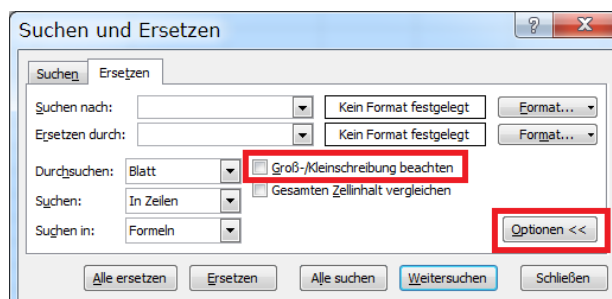 Suchen und Ersetzen
Suchen Ersetzen
Suchen nach: Kein Format festgelegt Format...
Ersetzen durch: Kein Format festgelegt Format...
Durchsuchen: Blatt Groß-/Kleinschreibung beachten
Gesamten Zellinhalt vergleichen
Suchen: In Zeilen
Suchen in: Formeln Optionen <<
Alle ersetzen Ersetzen Alle suchen Weitersuchen Schließen